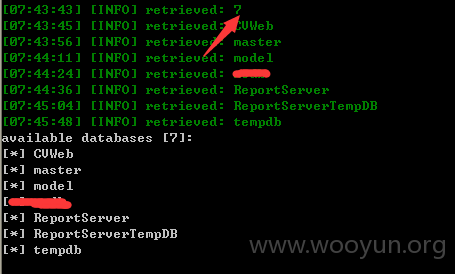 [07:43:43] [INFO] retrieved: 7
[07:43:45] [INFO] retrieved: CVWeb
[07:43:56] [INFO] retrieved: master
[07:44:11] [INFO] retrieved: model
[07:44:24] [INFO] retrieved:
[07:44:36] [INFO] retrieved: ReportServer
[07:45:04] [INFO] retrieved: ReportServerTempDB
[07:45:48] [INFO] retrieved: tempdb
available databases [7]:
[*] CVWeb
[*] master
[*] model
[*] ReportServer
[*] ReportServerTempDB
[*] tempdb
www.wooyun.org